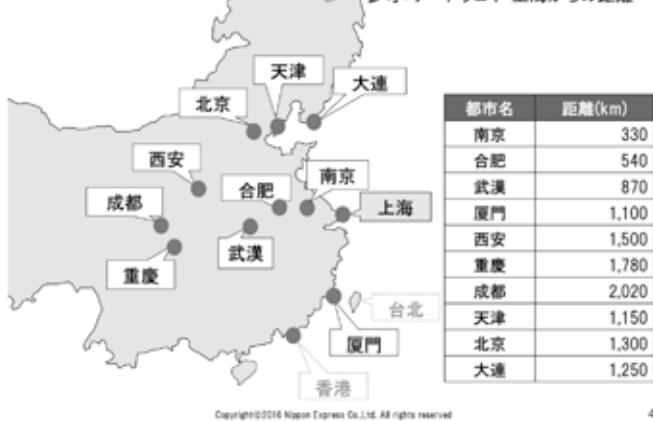 上海からの距離
天津
大連
北京
西安
合肥
南京
成都
上海
武漢
重慶
台北
厦門
香港
都市名 距離(km)
南京 330
合肥 540
武漢 870
厦門 1,100
西安 1,500
重慶 1,780
成都 2,020
天津 1,150
北京 1,300
大連 1,250
Copyright©2016 Nippon Express Co.,Ltd. All rights reserved
4